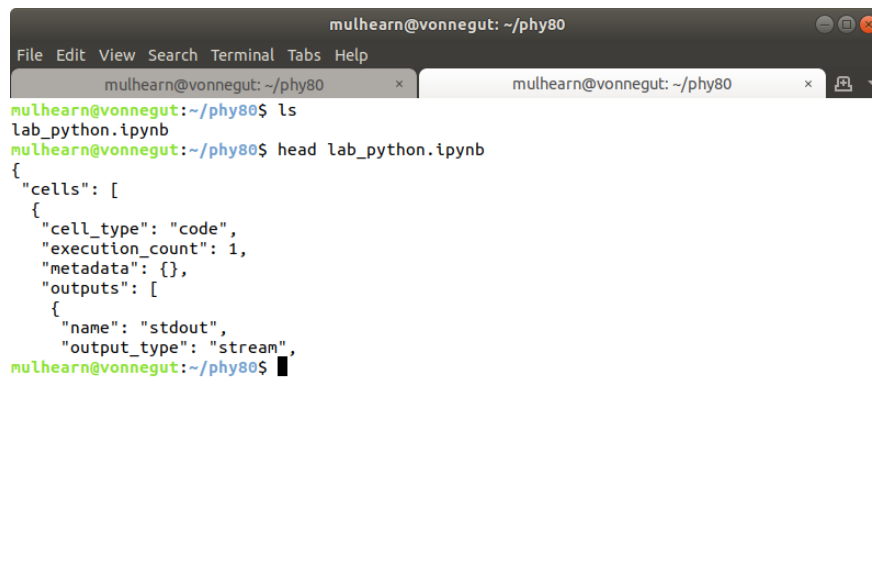 mulhearn@vonnegut: ~/phy80
File Edit View Search Terminal Tabs Help
mulhearn@vonnegut: ~/phy80 × mulhearn@vonnegut: ~/phy80 ×
mulhearn@vonnegut:~/phy80$ ls
lab_python.ipynb
mulhearn@vonnegut:~/phy80$ head lab_python.ipynb
{
 "cells": [
  {
   "cell_type": "code",
   "execution_count": 1,
   "metadata": {},
   "outputs": [
    {
     "name": "stdout",
     "output_type": "stream",
mulhearn@vonnegut:~/phy80$